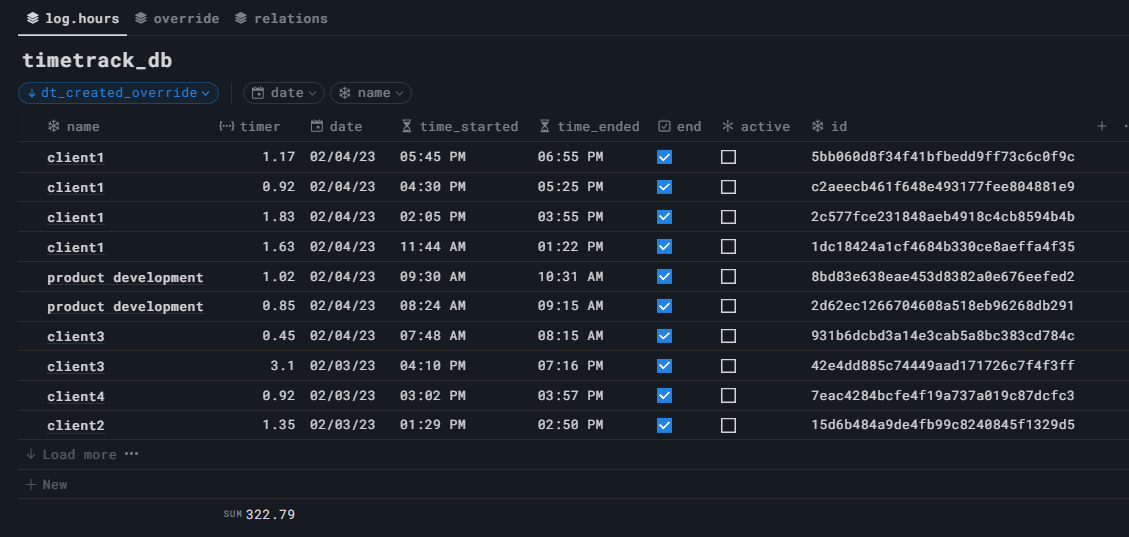 log.hours override relations
timetrack_db
dt_created_override date name
name timer date time_started time_ended end active id
client1 1.17 02/04/23 05:45 PM 06:55 PM 5bb060d8f34f41bfbedd9ff73c6c0f9c
client1 0.92 02/04/23 04:30 PM 05:25 PM c2aeecb461f648e493177fee804881e9
client1 1.83 02/04/23 02:05 PM 03:55 PM 2c577fce231848aeb4918c4cb8594b4b
client1 1.63 02/04/23 11:44 AM 01:22 PM 1dc18424a1cf4684b330ce8aeffa4f35
product development 1.02 02/04/23 09:30 AM 10:31 AM 8bd83e638eae453d8382a0e676eefed2
product development 0.85 02/04/23 08:24 AM 09:15 AM 2d62ec1266704608a518eb96268db291
client3 0.45 02/04/23 07:48 AM 08:15 AM 931b6dcbd3a14e3cab5a8bc383cd784c
client3 3.1 02/03/23 04:10 PM 07:16 PM 42e4dd885c74449aad171726c7f4f3ff
client4 0.92 02/03/23 03:02 PM 03:57 PM 7eac4284bcfe4f19a737a019c87dcfc3
client2 1.35 02/03/23 01:29 PM 02:50 PM 15d6b484a9de4fb99c8240845f1329d5
Load more
New
SUM 322.79